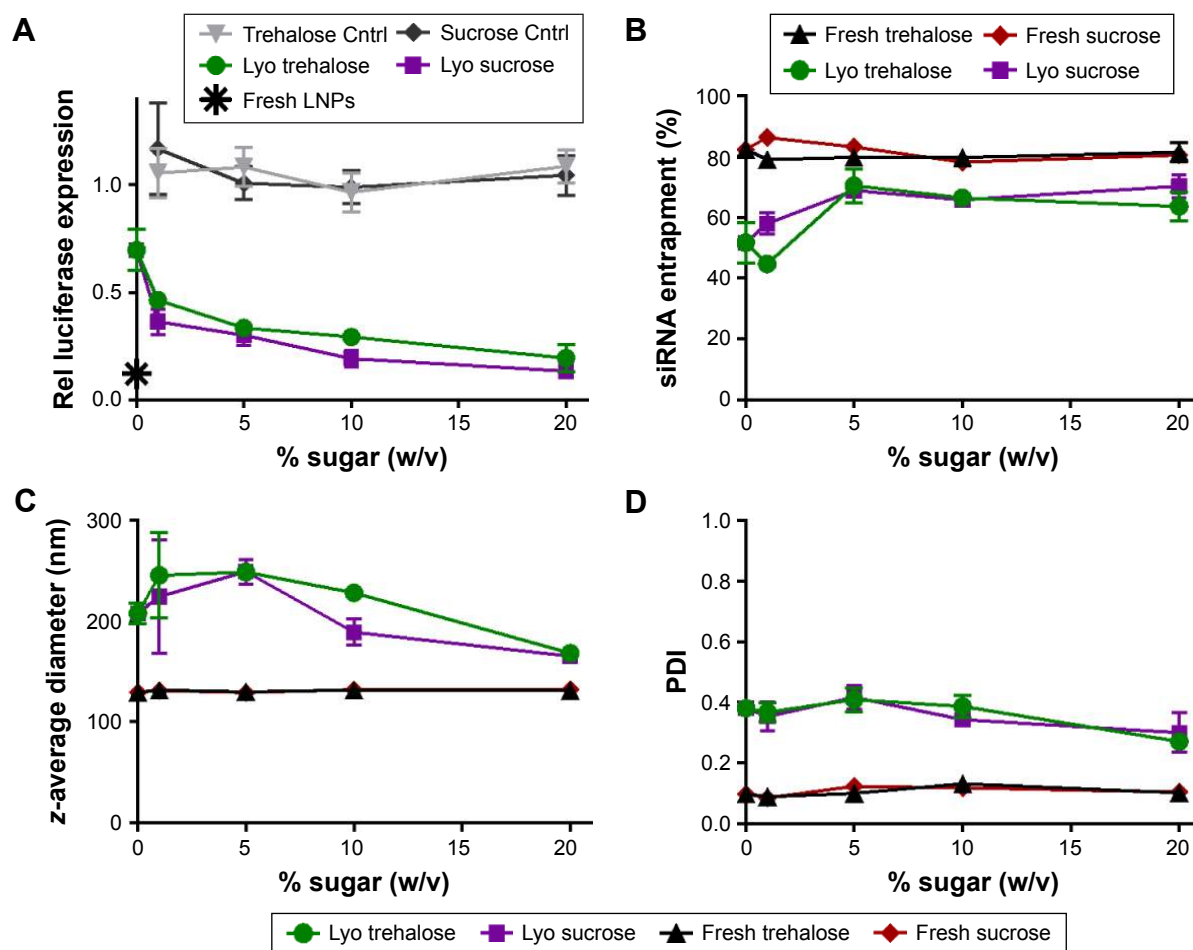 A
Trehalose Cntrl Sucrose Cntrl
Lyo trehalose Lyo sucrose
Fresh LNPs
Rel luciferase expression
1.0
0.5
0.0
0 5 10 15 20
% sugar (w/v)
B
Fresh trehalose Fresh sucrose
Lyo trehalose Lyo sucrose
siRNA entrapment (%)
100
80
60
40
20
0
0 5 10 15 20
% sugar (w/v)
C
z-average diameter (nm)
300
200
100
0
0 5 10 15 20
% sugar (w/v)
D
PDI
1.0
0.8
0.6
0.4
0.2
0.0
0 5 10 15 20
% sugar (w/v)
Lyo trehalose Lyo sucrose Fresh trehalose Fresh sucrose